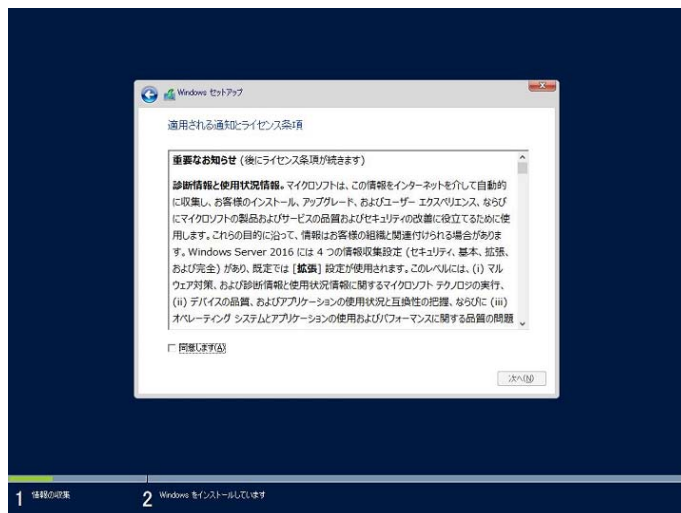 Windows セットアップ
適用される通知とライセンス条項
重要なお知らせ (後にライセンス条項が続きます)
診断情報と使用状況情報。マイクロソフトは、この情報をインターネットを介して自動的
に収集し、お客様のインストール、アップグレード、およびユーザー エクスペリエンス、ならび
にマイクロソフトの製品およびサービスの品質およびセキュリティの改善に役立てるために使
用します。これらの目的に沿って、情報はお客様の組織と関連付けられる場合がありま
す。Windows Server 2016 には 4 つの情報収集設定 (セキュリティ、基本、拡張、
および完全) があり、既定では [拡張] 設定が使用されます。このレベルには、(i) マル
ウェア対策、および診断情報と使用状況情報に関するマイクロソフト テクノロジの実行、
(ii) デバイスの品質、およびアプリケーションの使用状況と互換性の把握、ならびに (iii)
オペレーティング システムとアプリケーションの使用およびパフォーマンスに関する品質の問題
同意します(A)
次へ(N)
1 情報の収集
2 Windows をインストールしています